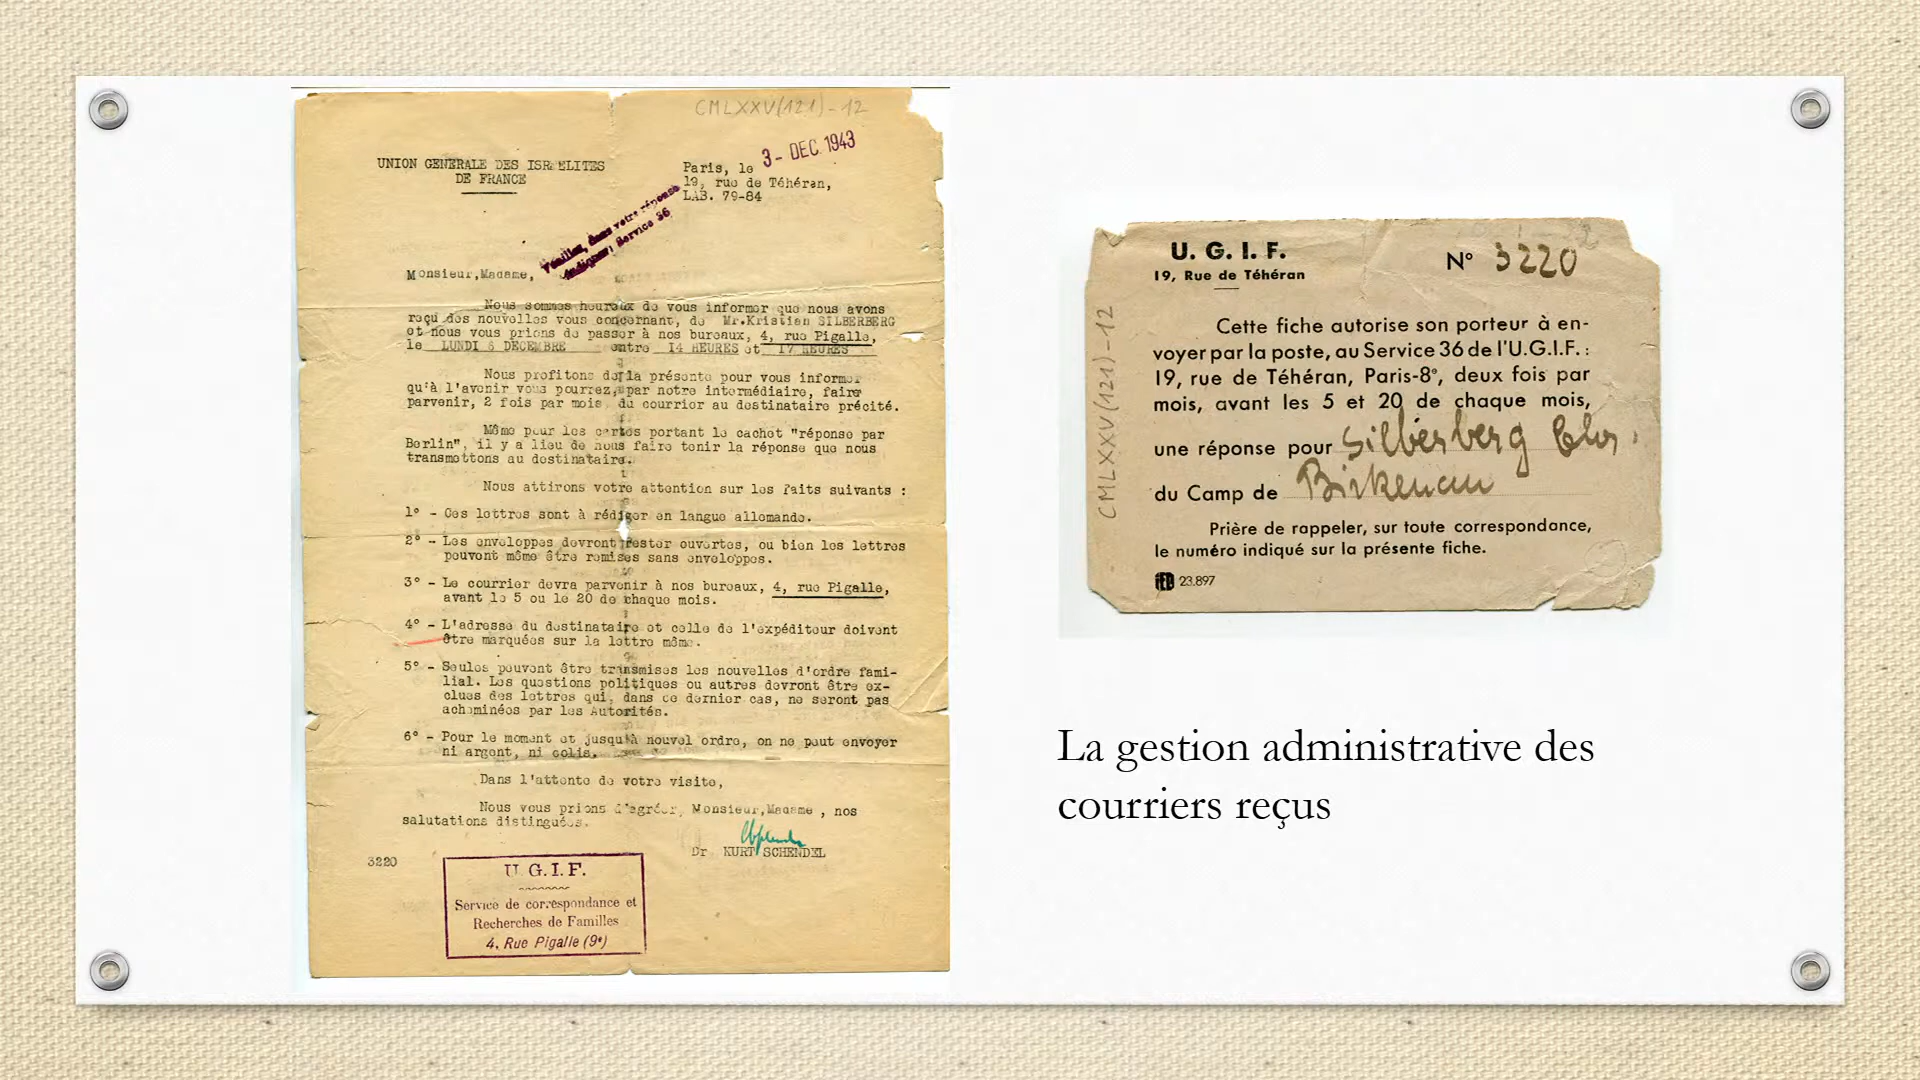 CMLXXV(121)-12
UNION GENERALE DES ISRAELITES
DE FRANCE
Paris, le 3 - DEC. 1943
19, rue de Téhéran,
LAB. 79-84
Veuillez, dans votre réponse
indiquer: Service 36
Monsieur,Madame,
Nous sommes heureux de vous informer que nous avons
reçu des nouvelles vous concernant, de Mr.Kristian SILBERBERG
et nous vous prions de passer à nos bureaux, 4, rue Pigalle,
le LUNDI 6 DECEMBRE entre 14 HEURES et 17 HEURES
Nous profitons de la présente pour vous informer
qu'à l'avenir vous pourrez, par notre intermédiaire, faire
parvenir, 2 fois par mois du courrier au destinataire précité.
Même pour les cartes portant le cachet "réponse par
Berlin", il y a lieu de nous faire tenir la réponse que nous
transmettons au destinataire.
Nous attirons votre attention sur les faits suivants :
1° - Ces lettres sont à rédiger en langue allemande.
2° - Les enveloppes devront rester ouvertes, ou bien les lettres
peuvent même être remises sans enveloppes.
3° - Le courrier devra parvenir à nos bureaux, 4, rue Pigalle,
avant le 5 ou le 20 de chaque mois.
4° - L'adresse du destinataire et celle de l'expéditeur doivent
être marquées sur la lettre même.
5° - Seules peuvent être transmises les nouvelles d'ordre fami-
lial. Les questions politiques ou autres devront être ex-
clues des lettres qui, dans ce dernier cas, ne seront pas
acheminées par les Autorités.
6° - Pour le moment et jusqu'à nouvel ordre, on ne peut envoyer
ni argent, ni colis.
Dans l'attente de votre visite,
Nous vous prions d'agréer, Monsieur,Madame , nos
salutations distinguées.
Dr KURT SCHENDEL
3220
U.G.I.F.
Service de correspondance et
Recherches de Familles
4, Rue Pigalle (9e)
U. G. I. F.
19, Rue de Téhéran
N° 3220
CMLXXV(121)-12
Cette fiche autorise son porteur à en-
voyer par la poste, au Service 36 de l'U.G.I.F. :
19, rue de Téhéran, Paris-8e, deux fois par
mois, avant les 5 et 20 de chaque mois,
une réponse pour Silberberg
du Camp de Birkenau
Prière de rappeler, sur toute correspondance,
le numéro indiqué sur la présente fiche.
23.897
La gestion administrative des
courriers reçus